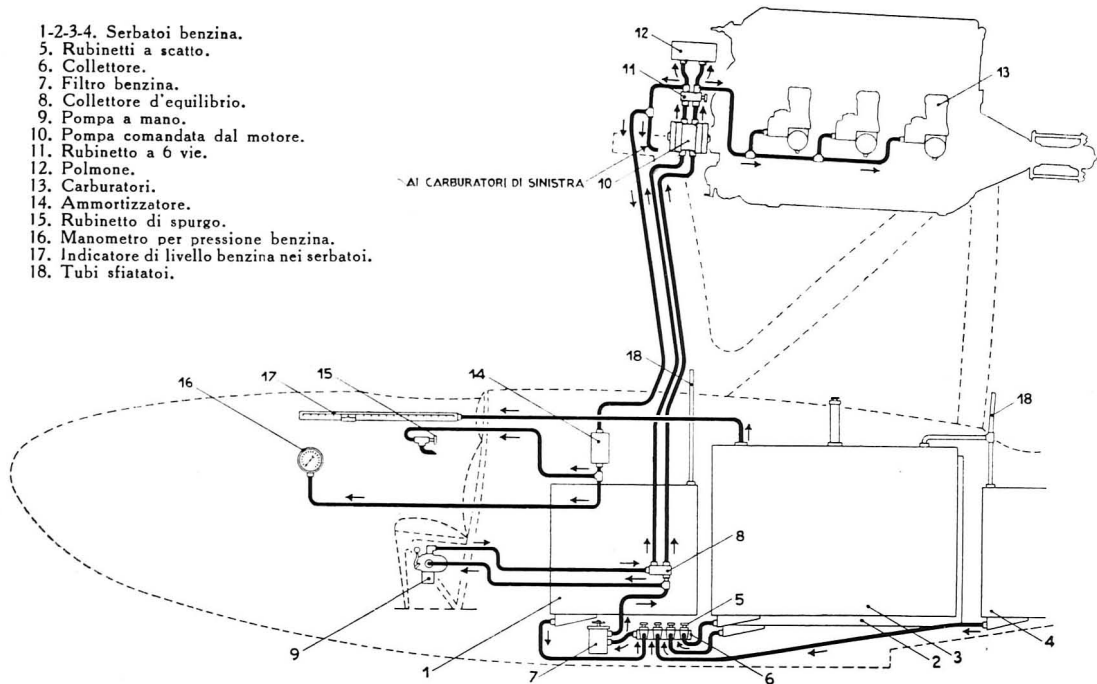 1-2-3-4. Serbatoi benzina.
5. Rubinetti a scatto.
6. Collettore.
7. Filtro benzina.
8. Collettore d'equilibrio.
9. Pompa a mano.
10. Pompa comandata dal motore.
11. Rubinetto a 6 vie.
12. Polmone.
13. Carburatori.
14. Ammortizzatore.
15. Rubinetto di spurgo.
16. Manometro per pressione benzina.
17. Indicatore di livello benzina nei serbatoi.
18. Tubi sfiatatoi.
12
11
13
AI CARBURATORI DI SINISTRA 10
18
16
17
15
14
18
8
5
9
1
7
6
2
3
4